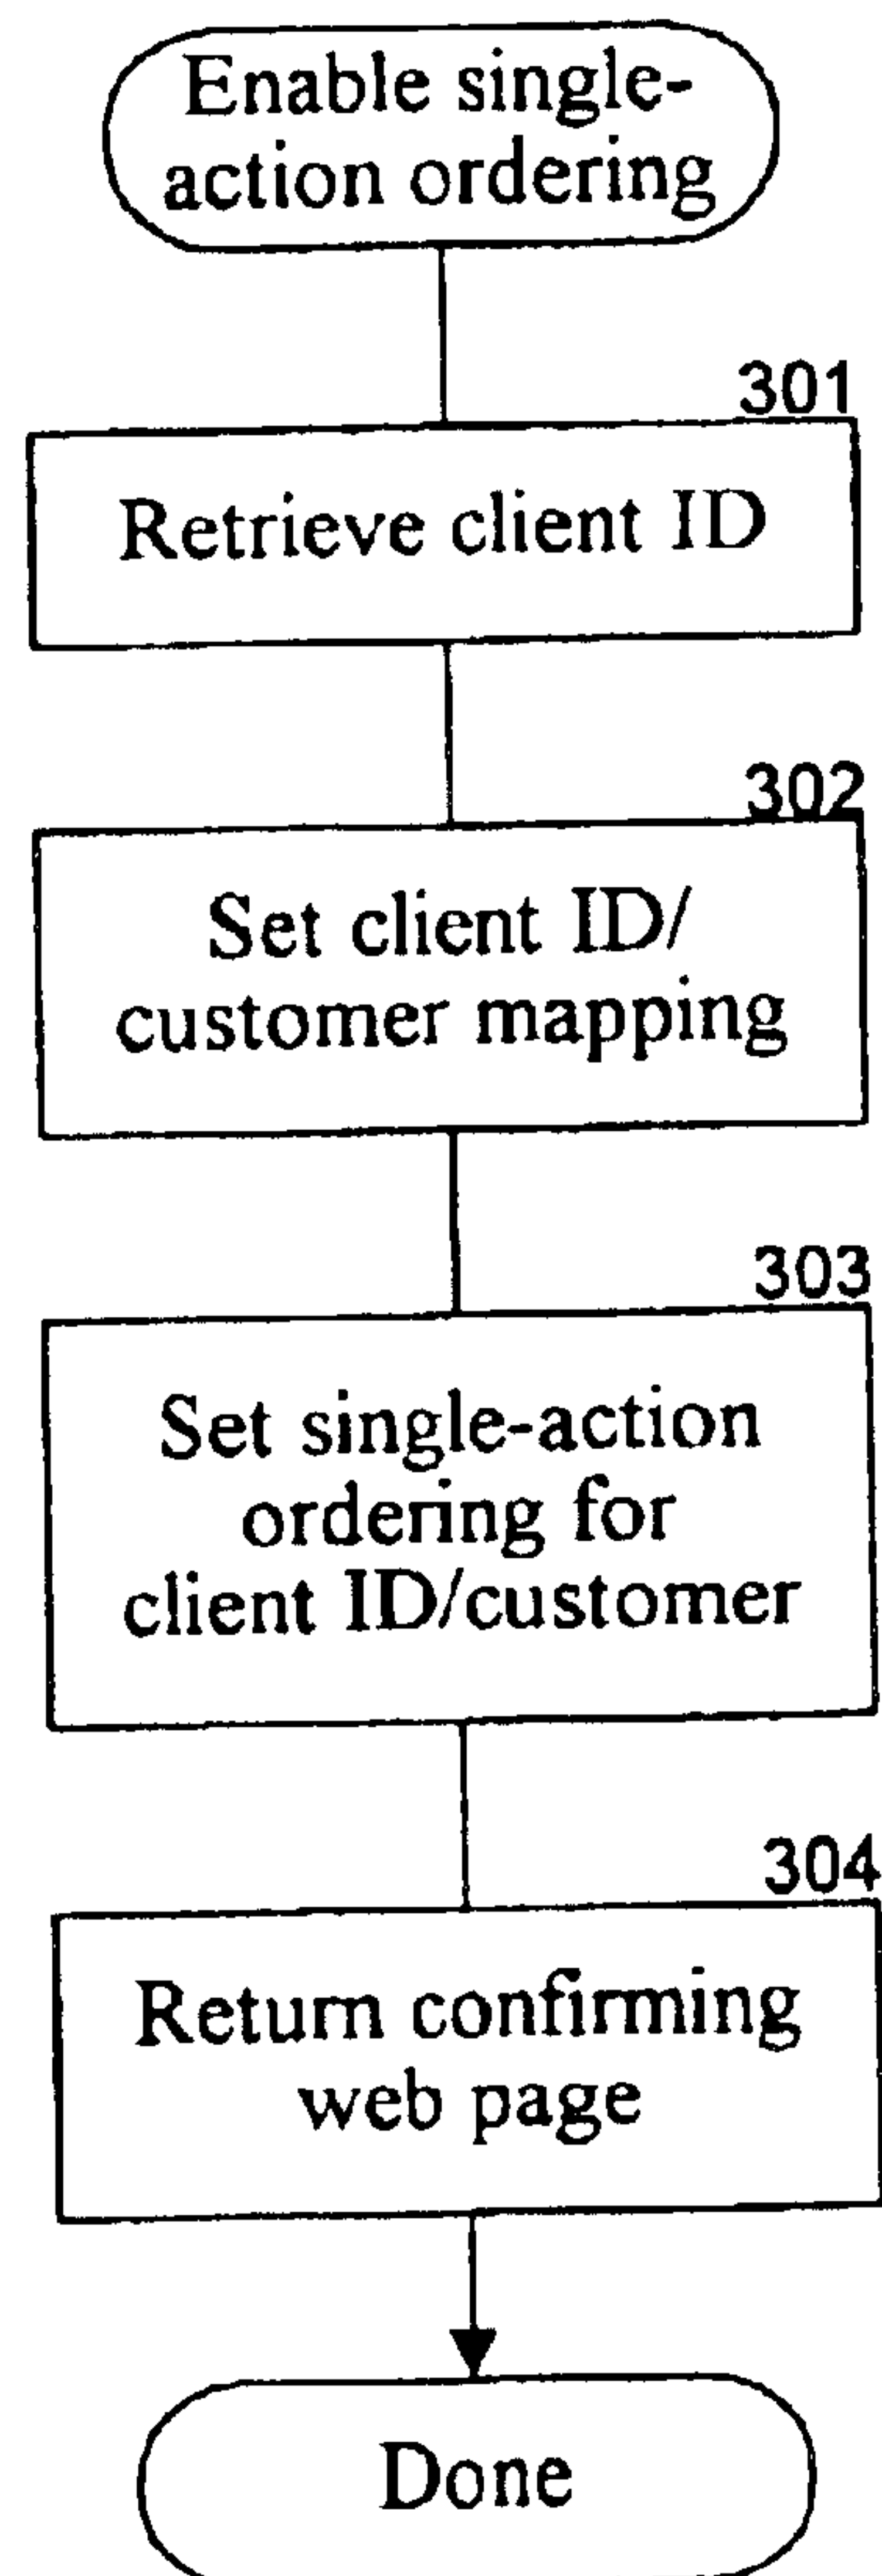 Enable single-
action ordering
301
Retrieve client ID
302
Set client ID/
customer mapping
303
Set single-action
ordering for
client ID/customer
304
Return confirming
web page
Done